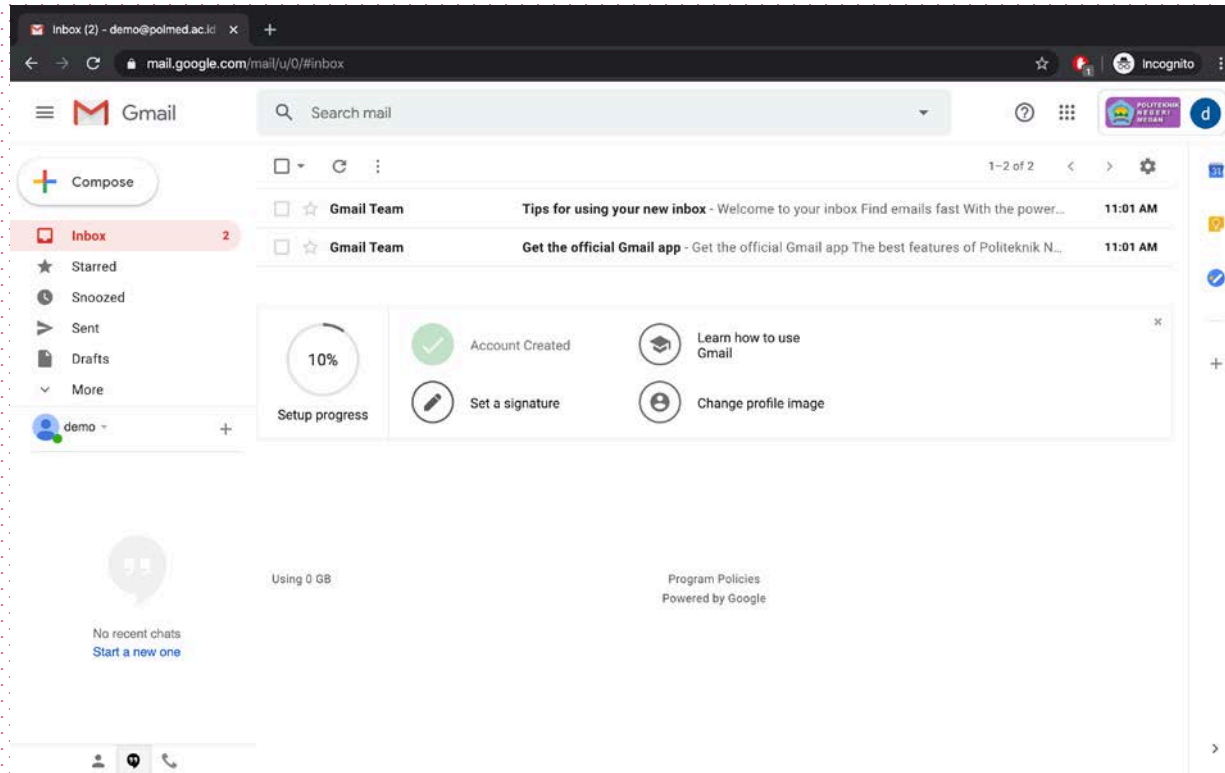 Inbox (2) - demo@polmed.ac.id
mail.google.com/mail/u/0/#inbox
1
Incognito
Gmail
Search mail
POLITEKNIK
NEGERI
MEDAN
d
Compose
1-2 of 2
31
Gmail Team Tips for using your new inbox - Welcome to your inbox Find emails fast With the power... 11:01 AM
Inbox 2
Gmail Team Get the official Gmail app - Get the official Gmail app The best features of Politeknik N... 11:01 AM
Starred
Snoozed
Sent
Drafts
More
10%
Setup progress
Account Created
Learn how to use
Gmail
Set a signature
Change profile image
demo
Using 0 GB
Program Policies
Powered by Google
No recent chats
Start a new one